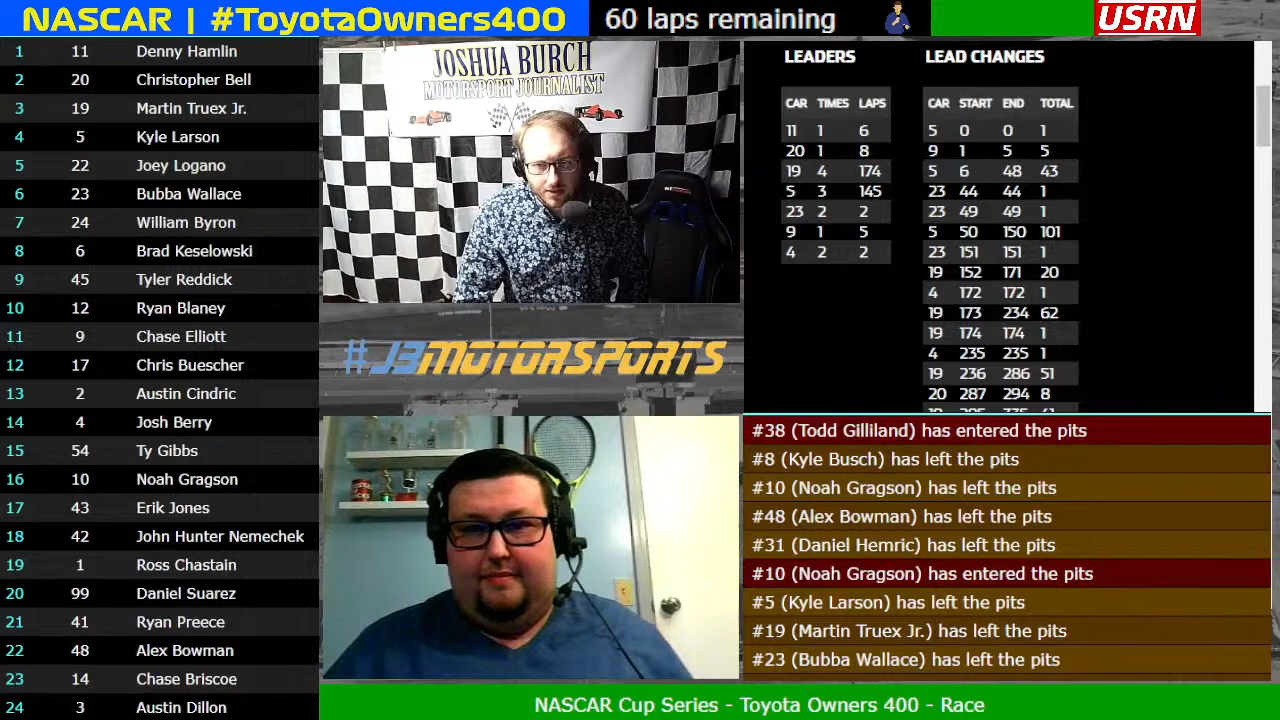 NASCAR | #ToyotaOwners400
60 laps remaining
USRN
1 11 Denny Hamlin
2 20 Christopher Bell
3 19 Martin Truex Jr.
4 5 Kyle Larson
5 22 Joey Logano
6 23 Bubba Wallace
7 24 William Byron
8 6 Brad Keselowski
9 45 Tyler Reddick
10 12 Ryan Blaney
11 9 Chase Elliott
12 17 Chris Buescher
13 2 Austin Cindric
14 4 Josh Berry
15 54 Ty Gibbs
16 10 Noah Gragson
17 43 Erik Jones
18 42 John Hunter Nemechek
19 1 Ross Chastain
20 99 Daniel Suarez
21 41 Ryan Preece
22 48 Alex Bowman
23 14 Chase Briscoe
24 3 Austin Dillon
JOSHUA BURCH
MOTORSPORT JOURNALIST
#JBMOTORSPORTS
LEADERS
CAR TIMES LAPS
11 1 6
20 1 8
19 4 174
5 3 145
23 2 2
9 1 5
4 2 2
LEAD CHANGES
CAR START END TOTAL
5 0 0 1
9 1 5 5
5 6 48 43
23 44 44 1
23 49 49 1
5 50 150 101
23 151 151 1
19 152 171 20
4 172 172 1
19 173 234 62
19 174 174 1
4 235 235 1
19 236 286 51
20 287 294 8
#38 (Todd Gilliland) has entered the pits
#8 (Kyle Busch) has left the pits
#10 (Noah Gragson) has left the pits
#48 (Alex Bowman) has left the pits
#31 (Daniel Hemric) has left the pits
#10 (Noah Gragson) has entered the pits
#5 (Kyle Larson) has left the pits
#19 (Martin Truex Jr.) has left the pits
#23 (Bubba Wallace) has left the pits
NASCAR Cup Series - Toyota Owners 400 - Race